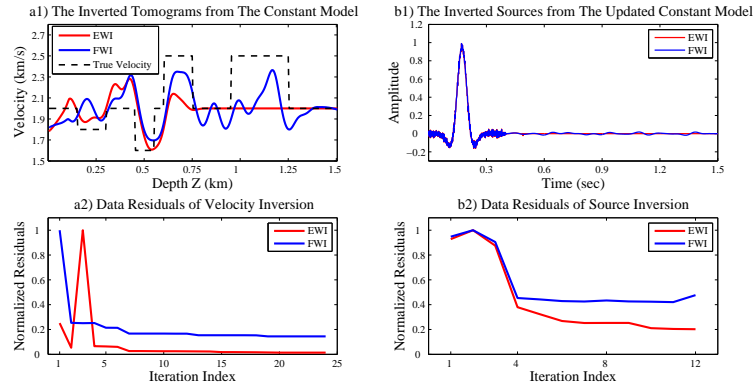 a1) The Inverted Tomograms from The Constant Model
Velocity (km/s)
2.9
2.7
2.5
2.3
2.1
1.9
1.7
1.5
EWI
FWI
True Velocity
0.25
0.5
0.75
1.0
1.25
1.5
Depth Z (km)
b1) The Inverted Sources from The Updated Constant Model
Amplitude
1
0.8
0.6
0.4
0.2
0
−0.2
EWI
FWI
0.3
0.6
0.9
1.2
1.5
Time (sec)
a2) Data Residuals of Velocity Inversion
Normalized Residuals
1
0.8
0.6
0.4
0.2
0
EWI
FWI
1
5
10
15
20
25
Iteration Index
b2) Data Residuals of Source Inversion
Normalized Residuals
1
0.8
0.6
0.4
0.2
0
EWI
FWI
1
4
8
12
Iteration Index